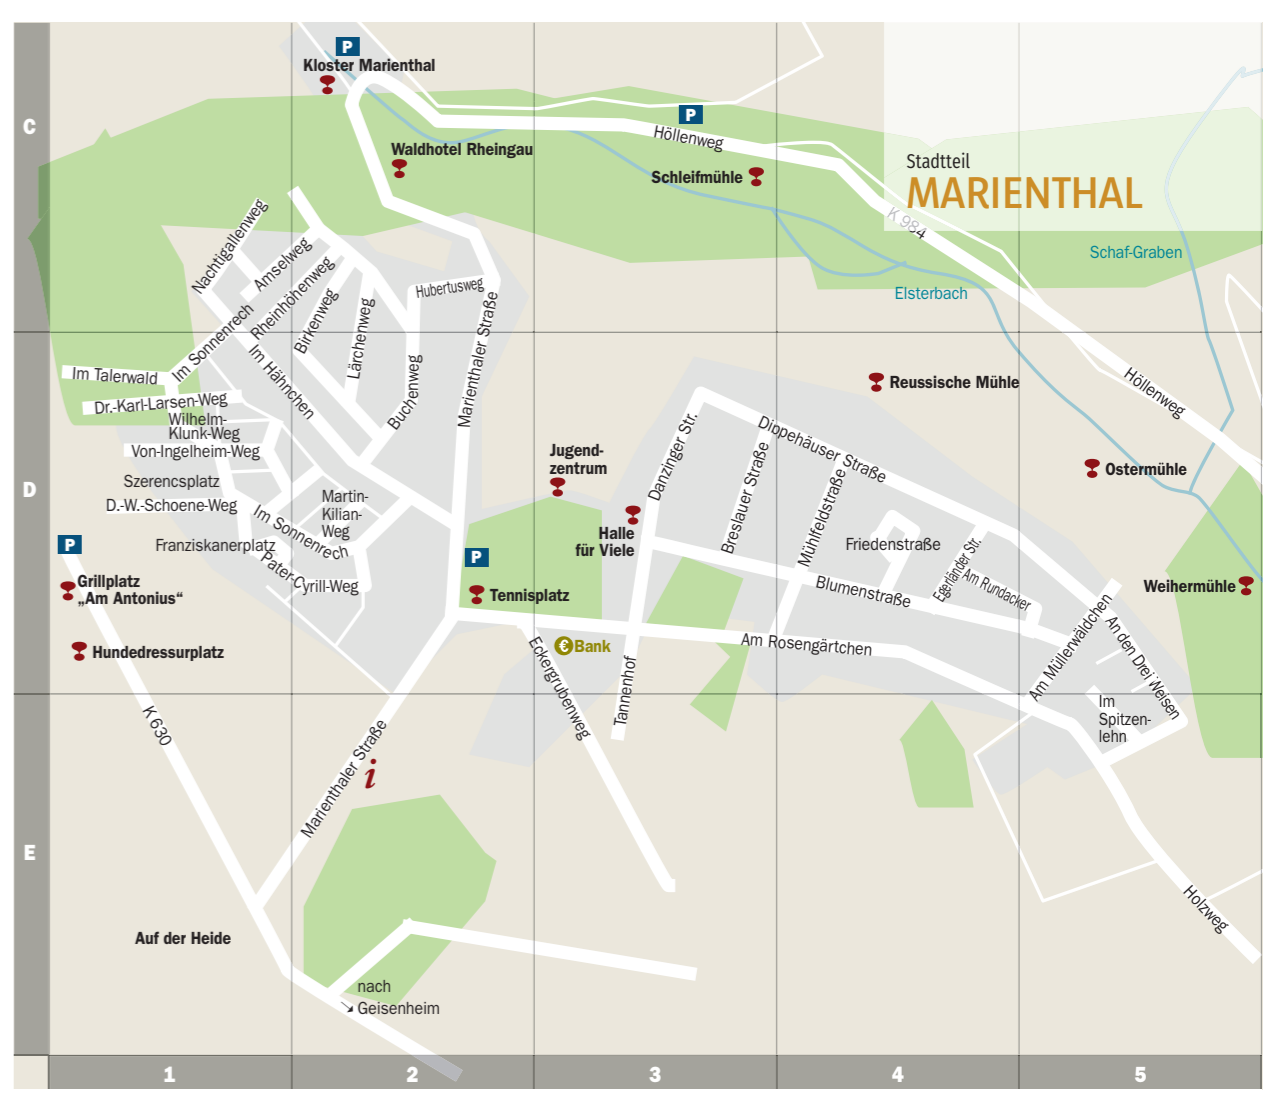 P
Kloster Marienthal
C
P
Höllenweg
Waldhotel Rheingau
Schleifmühle
Stadtteil
MARIENTHAL
K 984
Schaf-Graben
Elsterbach
Nachtigallenweg
Amselweg
Rheinhöhenweg
Birkenweg
Lärchenweg
Hubertusweg
Marienthaler Straße
Im Sonnenrech
Im Hähnchen
Buchenweg
Im Talerwald
Dr.-Karl-Larsen-Weg
Wilhelm-
Klunk-Weg
Von-Ingelheim-Weg
Szerencsplatz
D.-W.-Schoene-Weg
Franziskanerplatz
Im Sonnenrech
Martin-
Kilian-
Weg
Pater-Cyrill-Weg
D
Reussische Mühle
Höllenweg
Ostermühle
Weihermühle
Jugend-
zentrum
Halle
für Viele
Danzinger Str.
Dippehäuser Straße
Breslauer Straße
Mühlfeldstraße
Friedenstraße
Egerländer Str.
Am Rundacker
Blumenstraße
P
Grillplatz
„Am Antonius“
Hundedressurplatz
P
Tennisplatz
€ Bank
Eckergrubenweg
Tannenhof
Am Rosengärtchen
Am Müllerwäldchen
An den Drei Weisen
Im
Spitzen-
lehn
K 630
Marienthaler Straße
i
E
Holzweg
Auf der Heide
nach
↘ Geisenheim
1
2
3
4
5